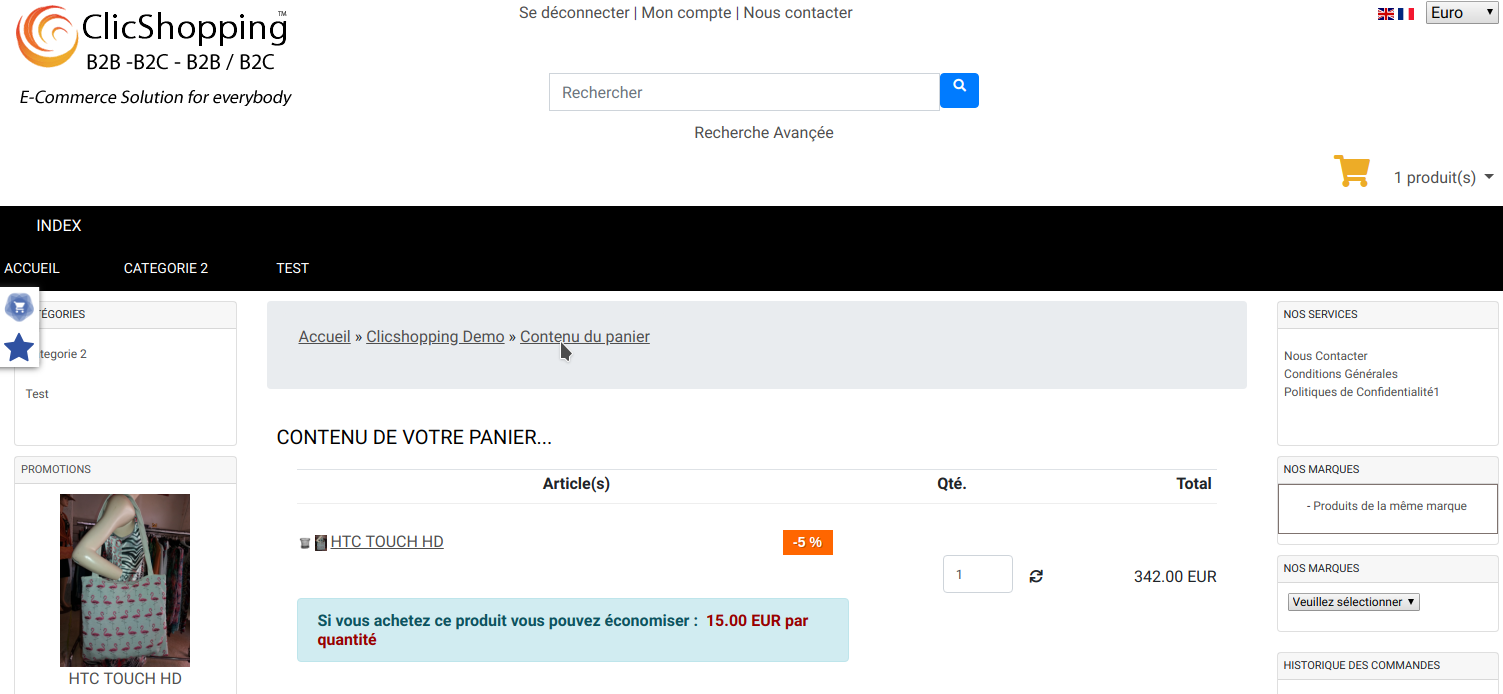 ClicShopping™
B2B -B2C - B2B / B2C
E-Commerce Solution for everybody
Se déconnecter | Mon compte | Nous contacter
Euro
Rechercher
Recherche Avançée
1 produit(s)
INDEX
ACCUEIL CATEGORIE 2 TEST
TÉGORIES
tegorie 2
Test
PROMOTIONS
HTC TOUCH HD
Accueil » Clicshopping Demo » Contenu du panier
CONTENU DE VOTRE PANIER...
Article(s) Qté. Total
HTC TOUCH HD -5 %
1 342.00 EUR
Si vous achetez ce produit vous pouvez économiser : 15.00 EUR par
quantité
NOS SERVICES
Nous Contacter
Conditions Générales
Politiques de Confidentialité1
NOS MARQUES
- Produits de la même marque
NOS MARQUES
Veuillez sélectionner
HISTORIQUE DES COMMANDES